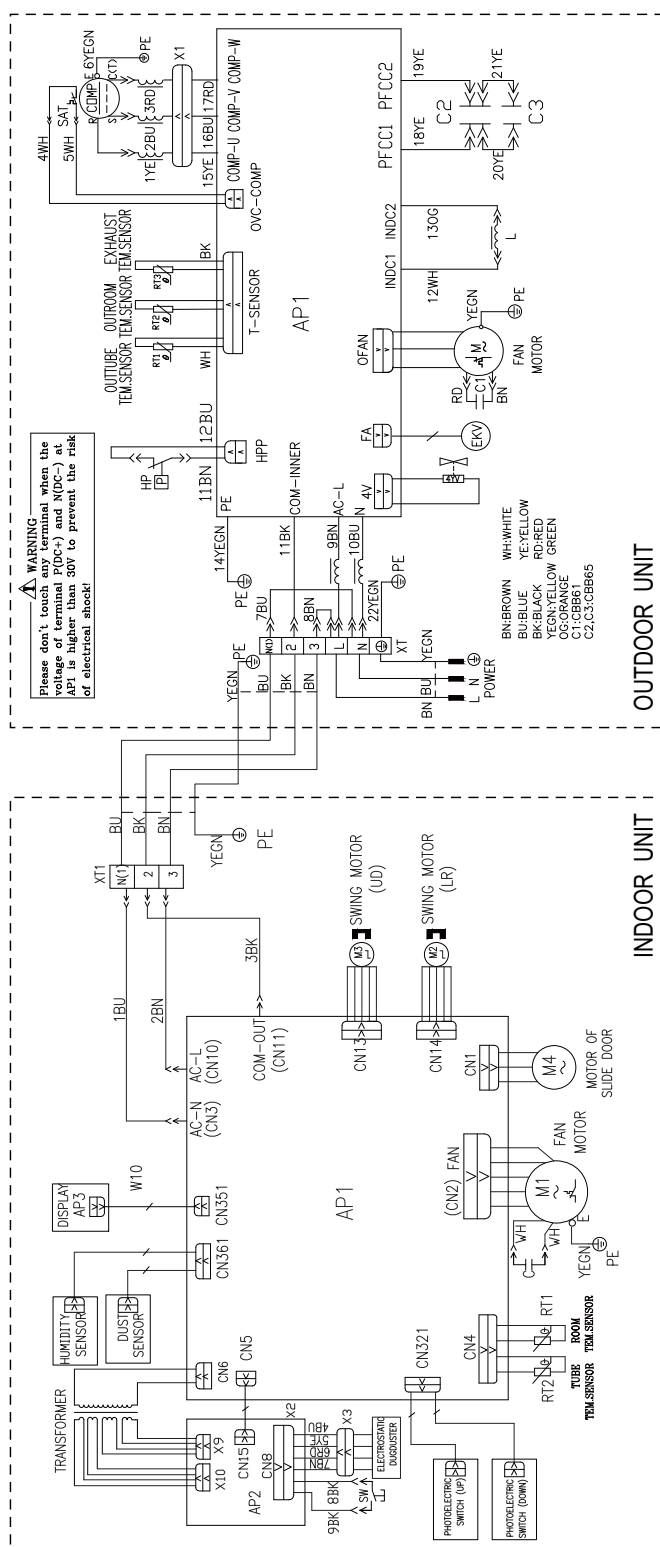 WARNING
Please don't touch any terminal when the
voltage of terminal P(DC+) and N(DC-) at
AP1 is higher than 30V to prevent the risk
of electrical shock!
OUTDOOR UNIT
4WH
5WH
SAT
COMP
R
S
C(T)
E
6YEGN
PE
1YE
2BU
3RD
X1
15YE
16BU
17RD
COMP-U
COMP-V
COMP-W
OVC-COMP
OUTTUBE
TEM.SENSOR
OUTROOM
TEM.SENSOR
EXHAUST
TEM.SENSOR
RT1
RT2
RT3
θ
θ
θ
WH
BK
T-SENSOR
AP1
HP
P
11BN
12BU
HPP
PE
14YEGN
PE
COM-INNER
11BK
AC-L
9BN
N
10BU
7BU
8BN
22YEGN
PE
N(1)
2
3
L
N
XT
PE
YEGN
BU
BK
BN
BN
BU
YEGN
L
N
POWER
PFCC1
PFCC2
18YE
19YE
20YE
21YE
C2
C3
INDC1
INDC2
12WH
13OG
L
OFAN
RD
C1
BN
M
YEGN
PE
FAN
MOTOR
FA
EKV
4V
4YV
BN:BROWN
BU:BLUE
BK:BLACK
YEGN:YELLOW GREEN
OG:ORANGE
C1:CBB61
C2,C3:CBB65
WH:WHITE
YE:YELLOW
RD:RED
INDOOR UNIT
XT1
N(1)
2
3
BU
BK
BN
YEGN
PE
1BU
2BN
3BK
AC-N
(CN3)
AC-L
(CN10)
COM-OUT
(CN11)
TRANSFORMER
HUMIDITY
SENSOR
DUST
SENSOR
DISPLAY
AP3
W10
CN351
CN361
CN6
CN5
X9
X10
CN15
AP2
CN8
X2
4BU
5YE
6RD
7BN
X3
ELECTROSTATIC
DUGDUSTER
SW
8BK
9BK
AP1
CN321
PHOTOELECTRIC
SWITCH (UP)
PHOTOELECTRIC
SWITCH (DOWN)
CN4
RT2
RT1
TUBE
TEM.SENSOR
ROOM
TEM.SENSOR
(CN2)
FAN
WH
C
WH
M1
E
YEGN
PE
FAN
MOTOR
CN1
M4
MOTOR OF
SLIDE DOOR
CN14
M2
SWING MOTOR
(LR)
CN13
M3
SWING MOTOR
(UD)